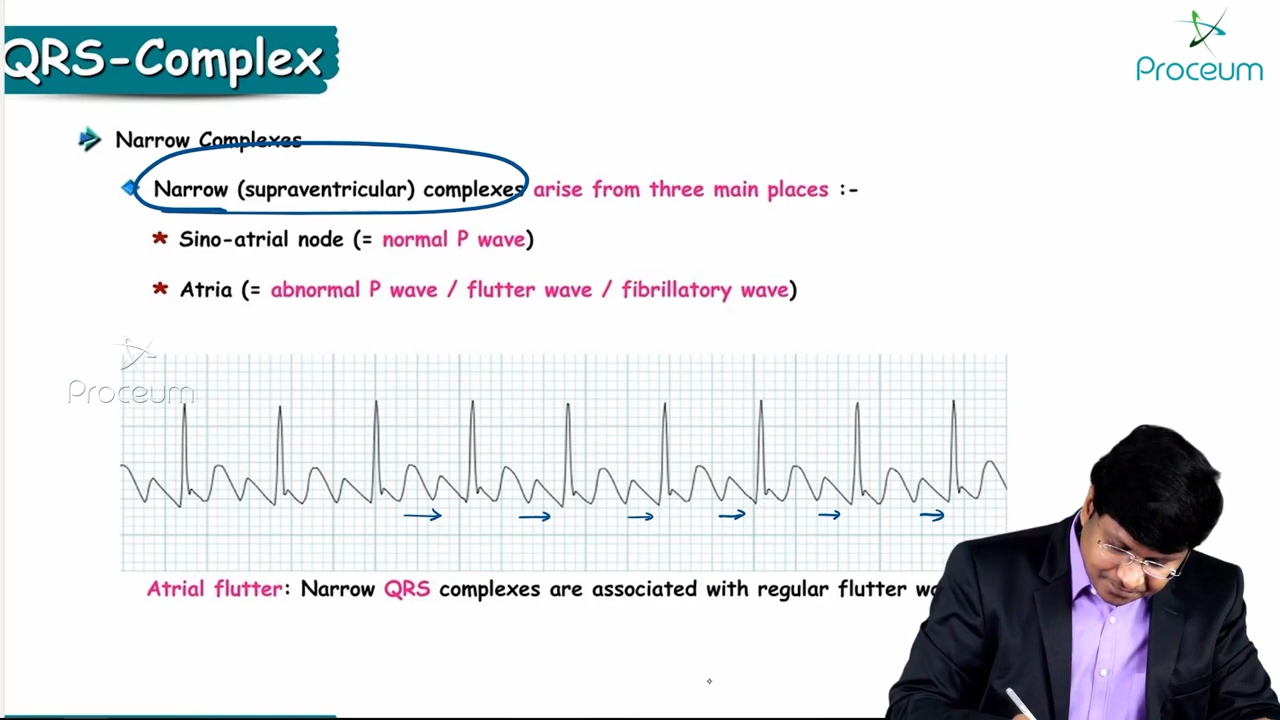 QRS-Complex
Proceum
Narrow Complexes
Narrow (supraventricular) complexes arise from three main places :-
* Sino-atrial node (= normal P wave)
* Atria (= abnormal P wave / flutter wave / fibrillatory wave)
Proceum
Atrial flutter: Narrow QRS complexes are associated with regular flutter